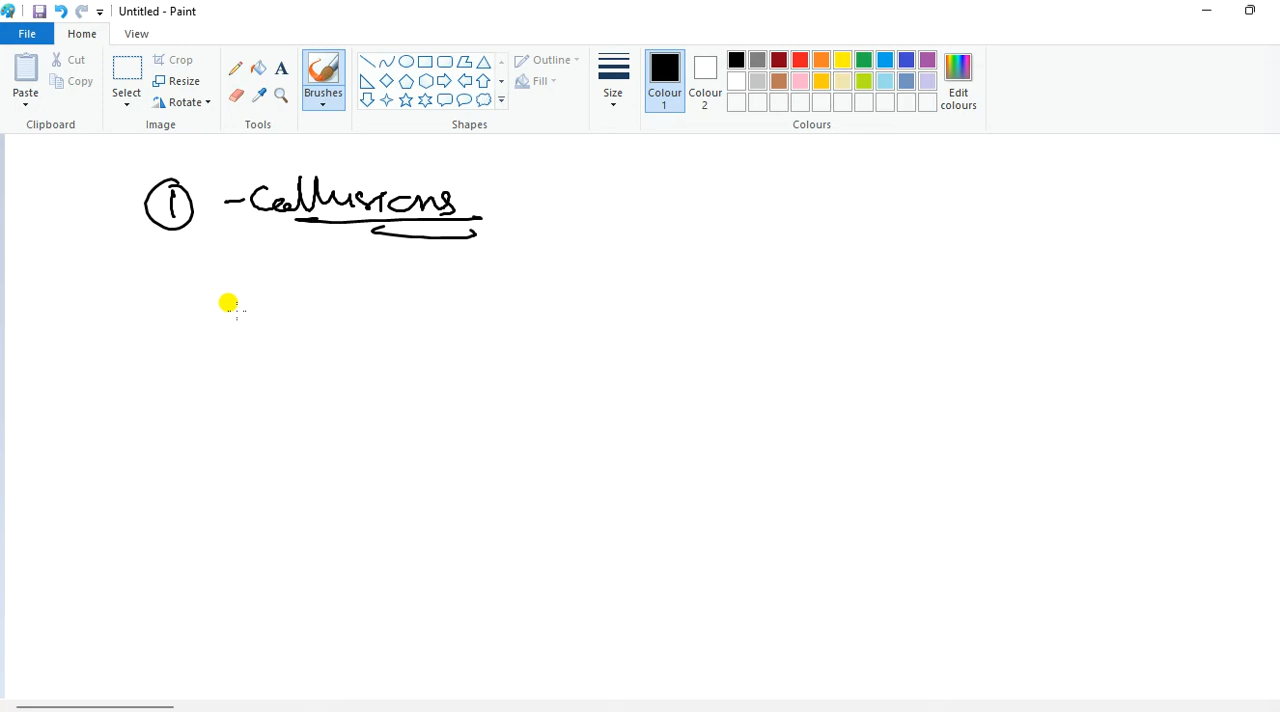 Untitled - Paint
File Home View
Paste Cut Copy Clipboard
Select Crop Resize Rotate Image
Tools
Brushes
Shapes
Outline Fill
Size
Colour 1 Colour 2 Edit colours Colours
① - Collusions